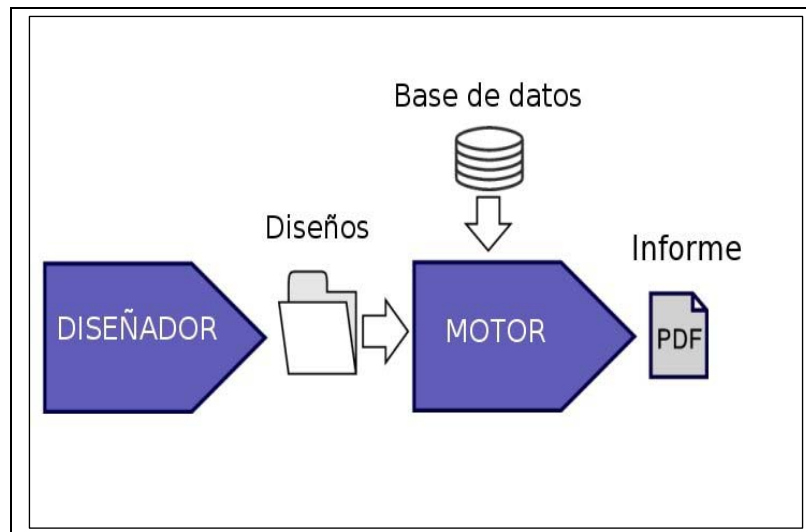 Base de datos
Diseños
Informe
DISEÑADOR
MOTOR
PDF